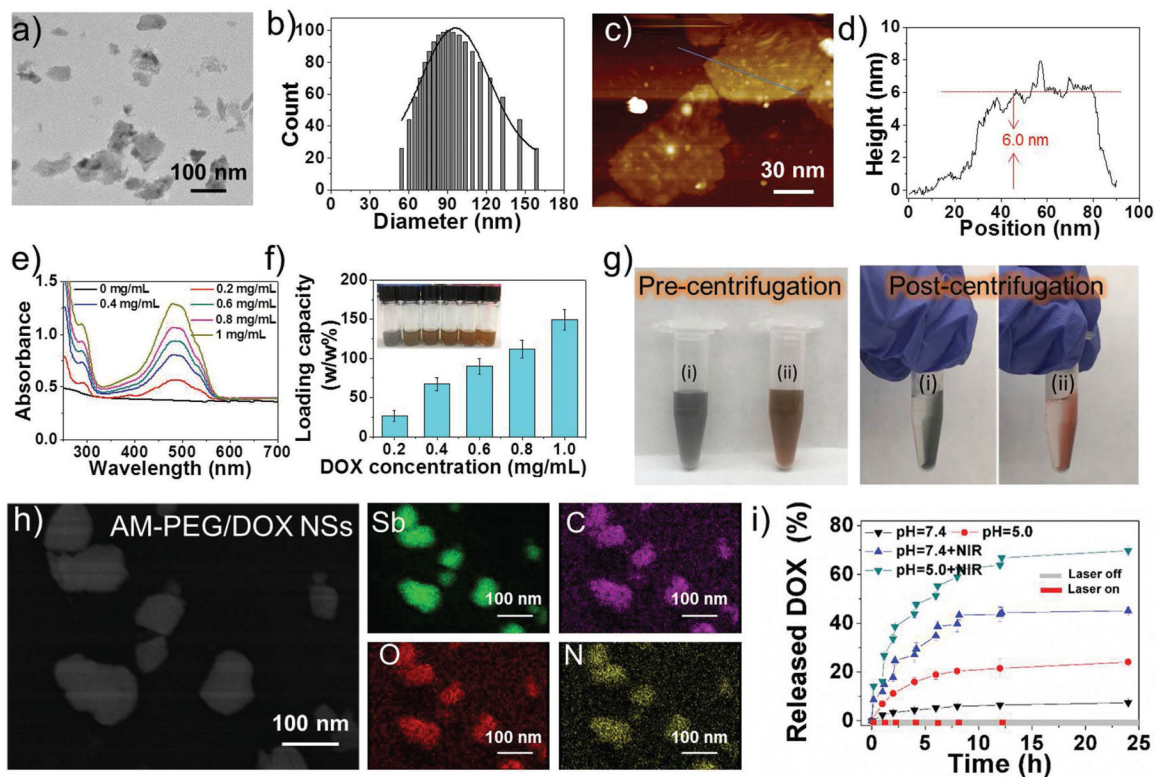 a)
100 nm
b)
Count
100
80
60
40
20
0
0 30 60 90 120 150 180
Diameter (nm)
c)
30 nm
d)
Height (nm)
10
8
6
4
2
0
6.0 nm
0 20 40 60 80 100
Position (nm)
e)
Absorbance
1.5
1.0
0.5
0.0
0 mg/mL
0.2 mg/mL
0.4 mg/mL
0.6 mg/mL
0.8 mg/mL
1 mg/mL
300 400 500 600 700
Wavelength (nm)
f)
Loading capacity
(w/w%)
200
150
100
50
0
0.2 0.4 0.6 0.8 1.0
DOX concentration (mg/mL)
g)
Pre-centrifugation
(i)
(ii)
Post-centrifugation
(i)
(ii)
h)
AM-PEG/DOX NSs
100 nm
Sb
100 nm
C
100 nm
O
100 nm
N
100 nm
i)
Released DOX (%)
80
60
40
20
0
pH=7.4
pH=5.0
pH=7.4+NIR
pH=5.0+NIR
Laser off
Laser on
0 5 10 15 20 25
Time (h)